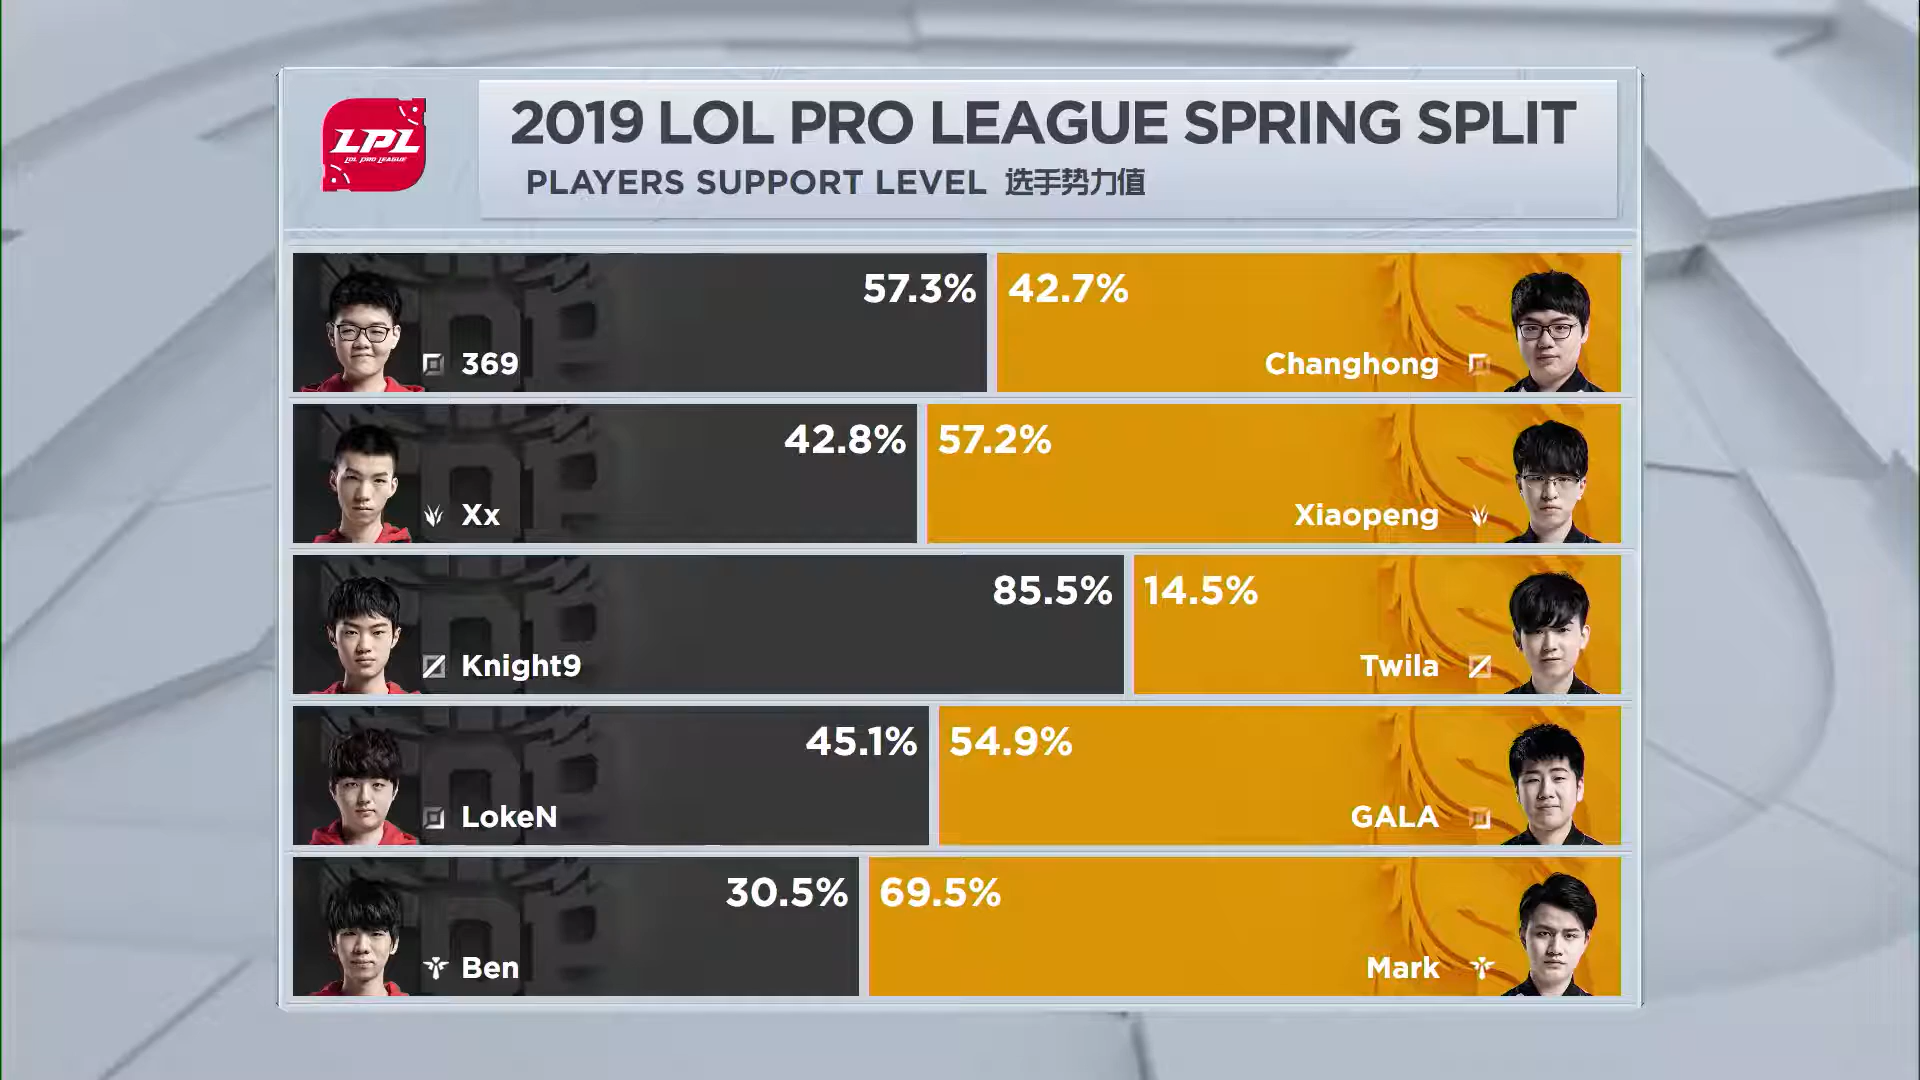 LPL
LOL PRO LEAGUE
2019 LOL PRO LEAGUE SPRING SPLIT
PLAYERS SUPPORT LEVEL 选手势力值
57.3% 42.7%
369 Changhong
42.8% 57.2%
Xx Xiaopeng
85.5% 14.5%
Knight9 Twila
45.1% 54.9%
LokeN GALA
30.5% 69.5%
Ben Mark